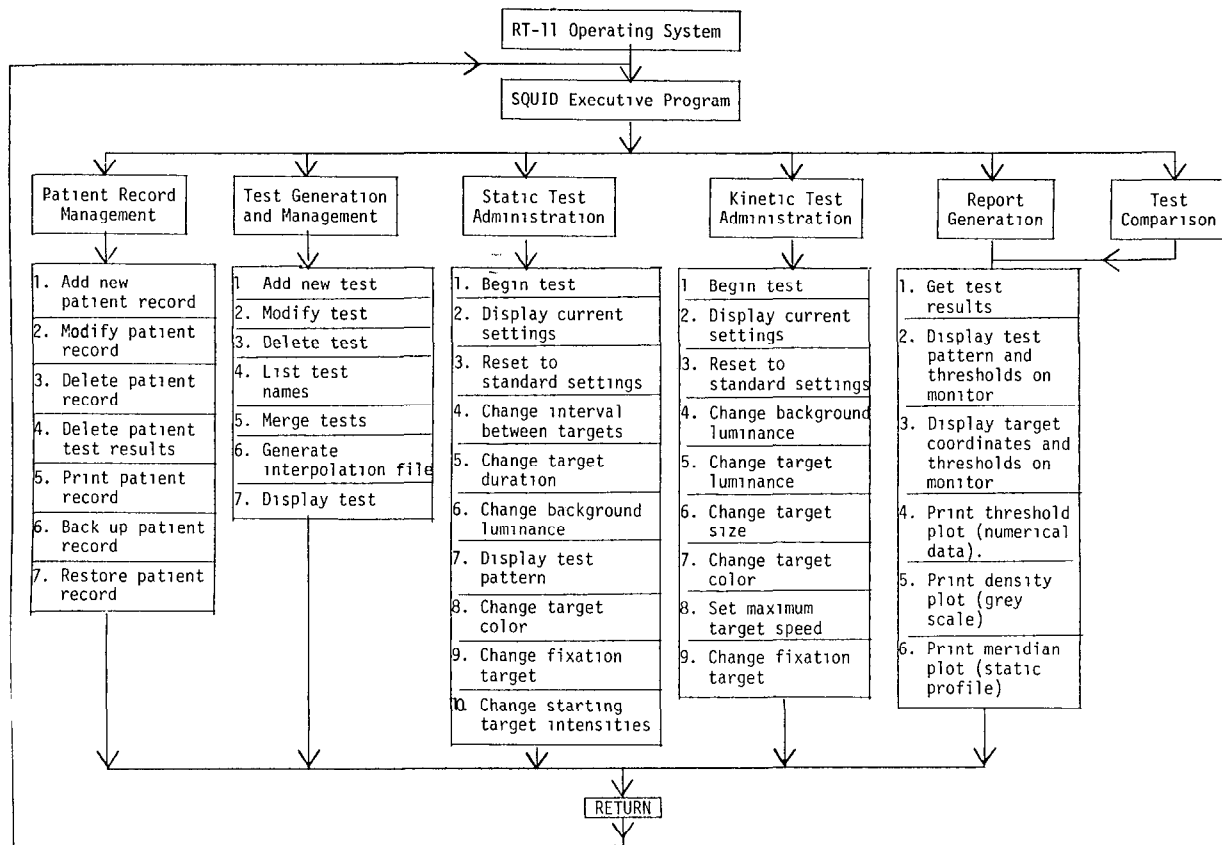 RT-11 Operating System
SQUID Executive Program
Patient Record
Management
Test Generation
and Management
Static Test
Administration
Kinetic Test
Administration
Report
Generation
Test
Comparison
1. Add new
patient record
2. Modify patient
record
3. Delete patient
record
4. Delete patient
test results
5. Print patient
record
6. Back up patient
record
7. Restore patient
record
1 Add new test
2. Modify test
3. Delete test
4. List test
names
5. Merge tests
6. Generate
interpolation file
7. Display test
1. Begin test
2. Display current
settings
3. Reset to
standard settings
4. Change interval
between targets
5. Change target
duration
6. Change background
luminance
7. Display test
pattern
8. Change target
color
9. Change fixation
target
10. Change starting
target intensities
1 Begin test
2. Display current
settings
3. Reset to
standard settings
4. Change background
luminance
5. Change target
luminance
6. Change target
size
7. Change target
color
8. Set maximum
target speed
9. Change fixation
target
1. Get test
results
2. Display test
pattern and
thresholds on
monitor
3. Display target
coordinates and
thresholds on
monitor
4. Print threshold
plot (numerical
data).
5. Print density
plot (grey
scale)
6. Print meridian
plot (static
profile)
RETURN